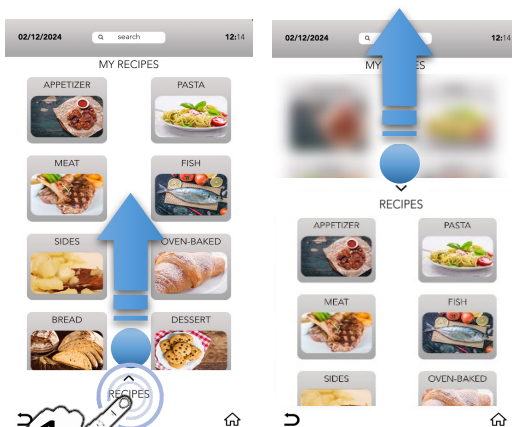 02/12/2024 search 12:14
MY RECIPES
APPETIZER PASTA
MEAT FISH
SIDES OVEN-BAKED
BREAD DESSERT
RECIPES
02/12/2024 12:14
MY ES
RECIPES
APPETIZER PASTA
MEAT FISH
SIDES OVEN-BAKED